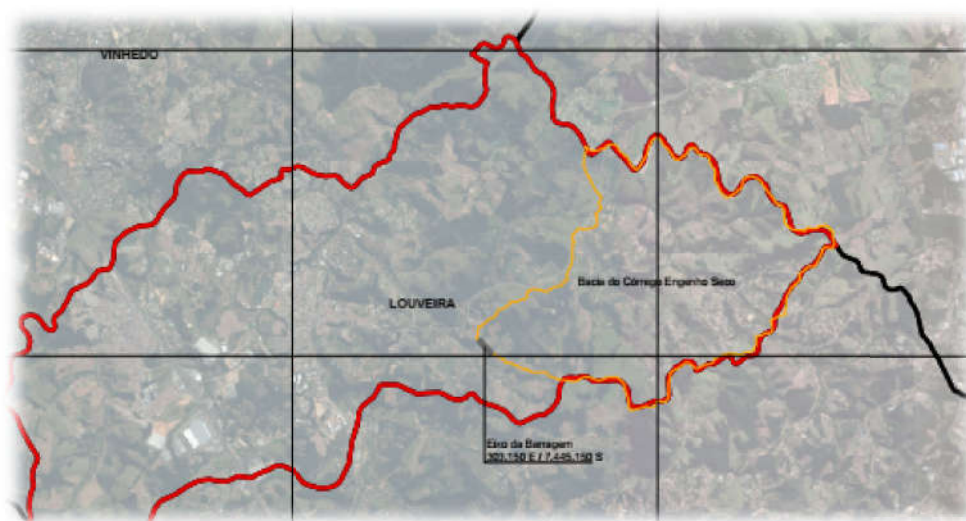 VINHEDO
Bacia do Córrego Engenho Seco
LOUVEIRA
Eixo da Barragem
303.150 E / 7.445.150 S